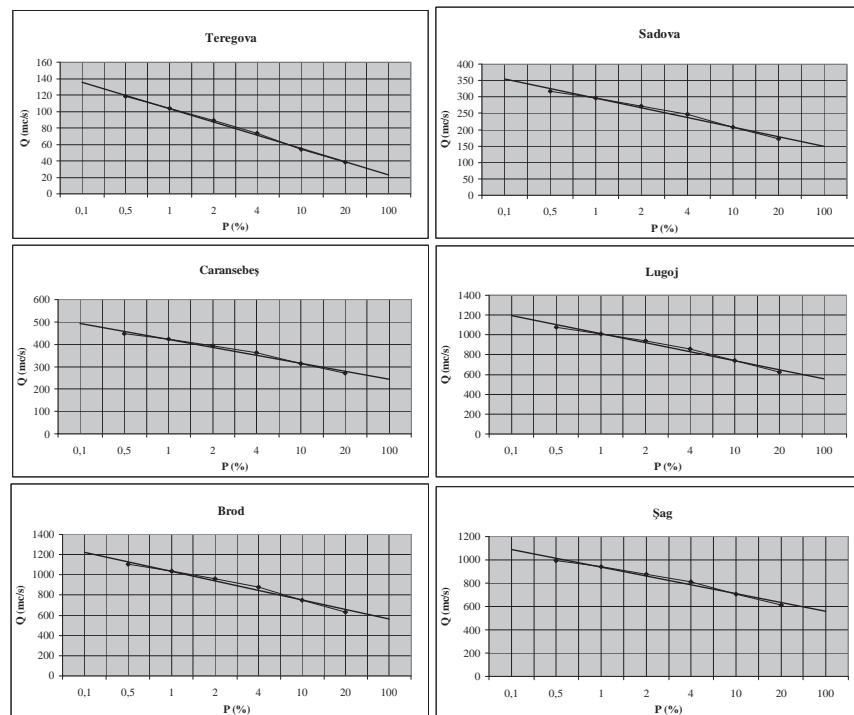 Teregova
160
140
120
100
80
60
40
20
0
Q (mc/s)
0,1 0,5 1 2 4 10 20 100
P (%)
Sadova
400
350
300
250
200
150
100
50
0
Q (mc/s)
0,1 0,5 1 2 4 10 20 100
P (%)
Caransebeş
600
500
400
300
200
100
0
Q (mc/s)
0,1 0,5 1 2 4 10 20 100
P (%)
Lugoj
1400
1200
1000
800
600
400
200
0
Q (mc/s)
0,1 0,5 1 2 4 10 20 100
P (%)
Brod
1400
1200
1000
800
600
400
200
0
Q (mc/s)
0,1 0,5 1 2 4 10 20 100
P (%)
Şag
1200
1000
800
600
400
200
0
Q (mc/s)
0,1 0,5 1 2 4 10 20 100
P (%)